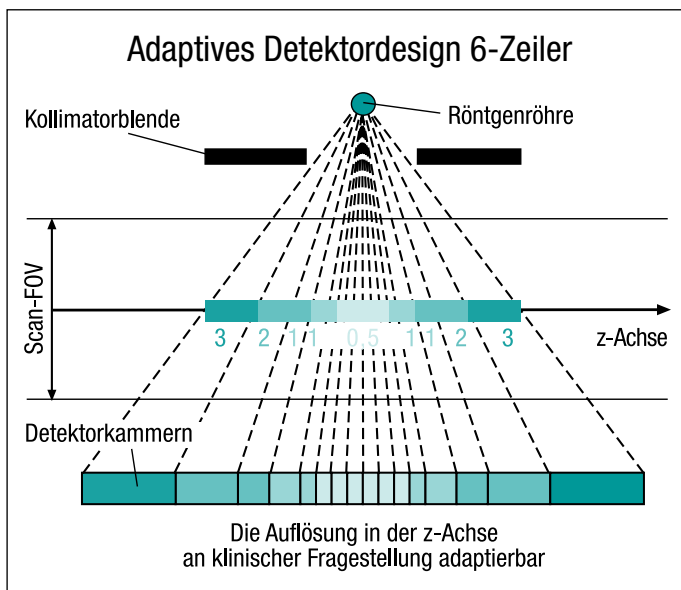 Adaptives Detektordesign 6-Zeiler
Kollimatorblende
Röntgenröhre
Scan-FOV
3 2 1 1 0.5 1 1 2 3
z-Achse
Detektorkammern
Die Auflösung in der z-Achse
an klinischer Fragestellung adaptierbar